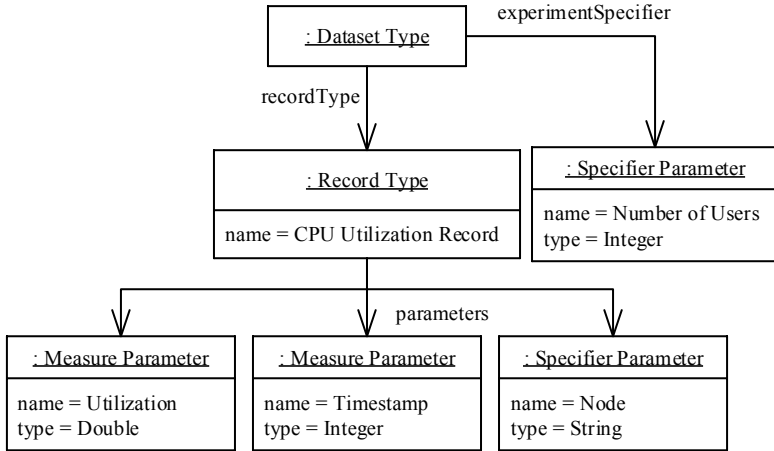 experimentSpecifier
: Dataset Type
recordType
: Record Type
name = CPU Utilization Record
: Specifier Parameter
name = Number of Users
type = Integer
parameters
: Measure Parameter
name = Utilization
type = Double
: Measure Parameter
name = Timestamp
type = Integer
: Specifier Parameter
name = Node
type = String